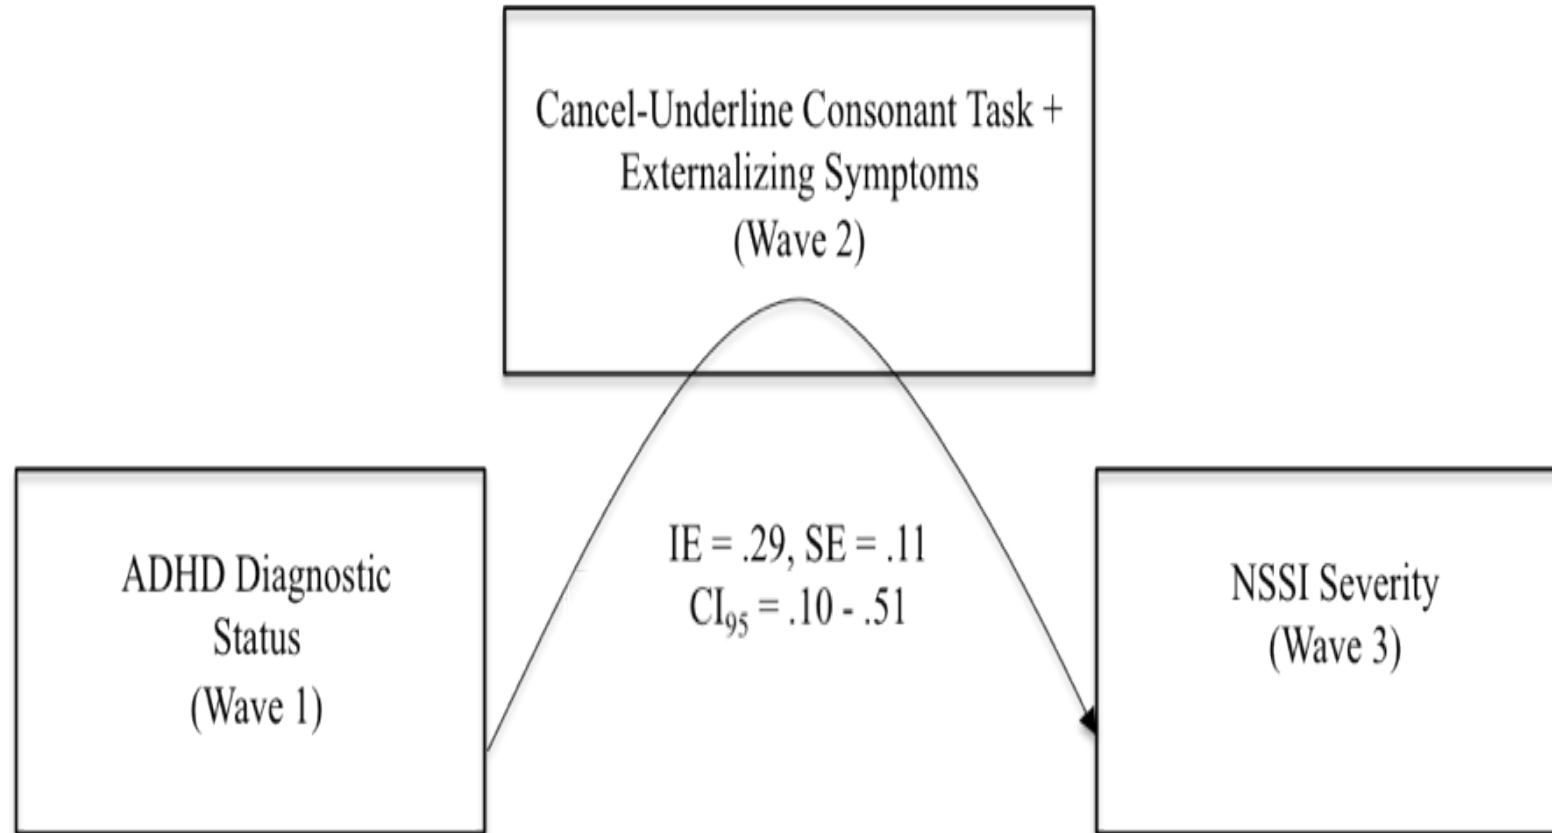 Cancel-Underline Consonant Task +
Externalizing Symptoms
(Wave 2)
ADHD Diagnostic
Status
(Wave 1)
IE = .29, SE = .11
CI₉₅ = .10 - .51
NSSI Severity
(Wave 3)